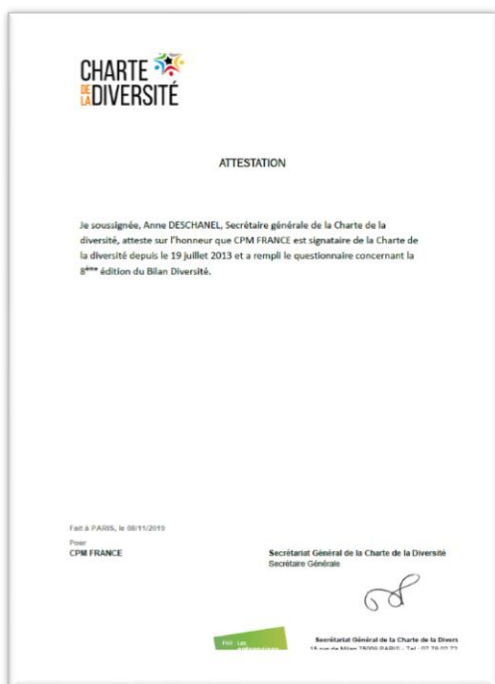 CHARTE
DE LA DIVERSITÉ
ATTESTATION
Je soussignée, Anne DESCHANEL, Secrétaire générale de la Charte de la
diversité, atteste sur l'honneur que CPM FRANCE est signataire de la Charte de
la diversité depuis le 19 juillet 2013 et a rempli le questionnaire concernant la
8ème édition du Bilan Diversité.
Fait à PARIS, le 08/11/2019
Pour
CPM FRANCE
Secrétariat Général de la Charte de la Diversité
Secrétaire Générale
Secrétariat Général de la Charte de la Divers